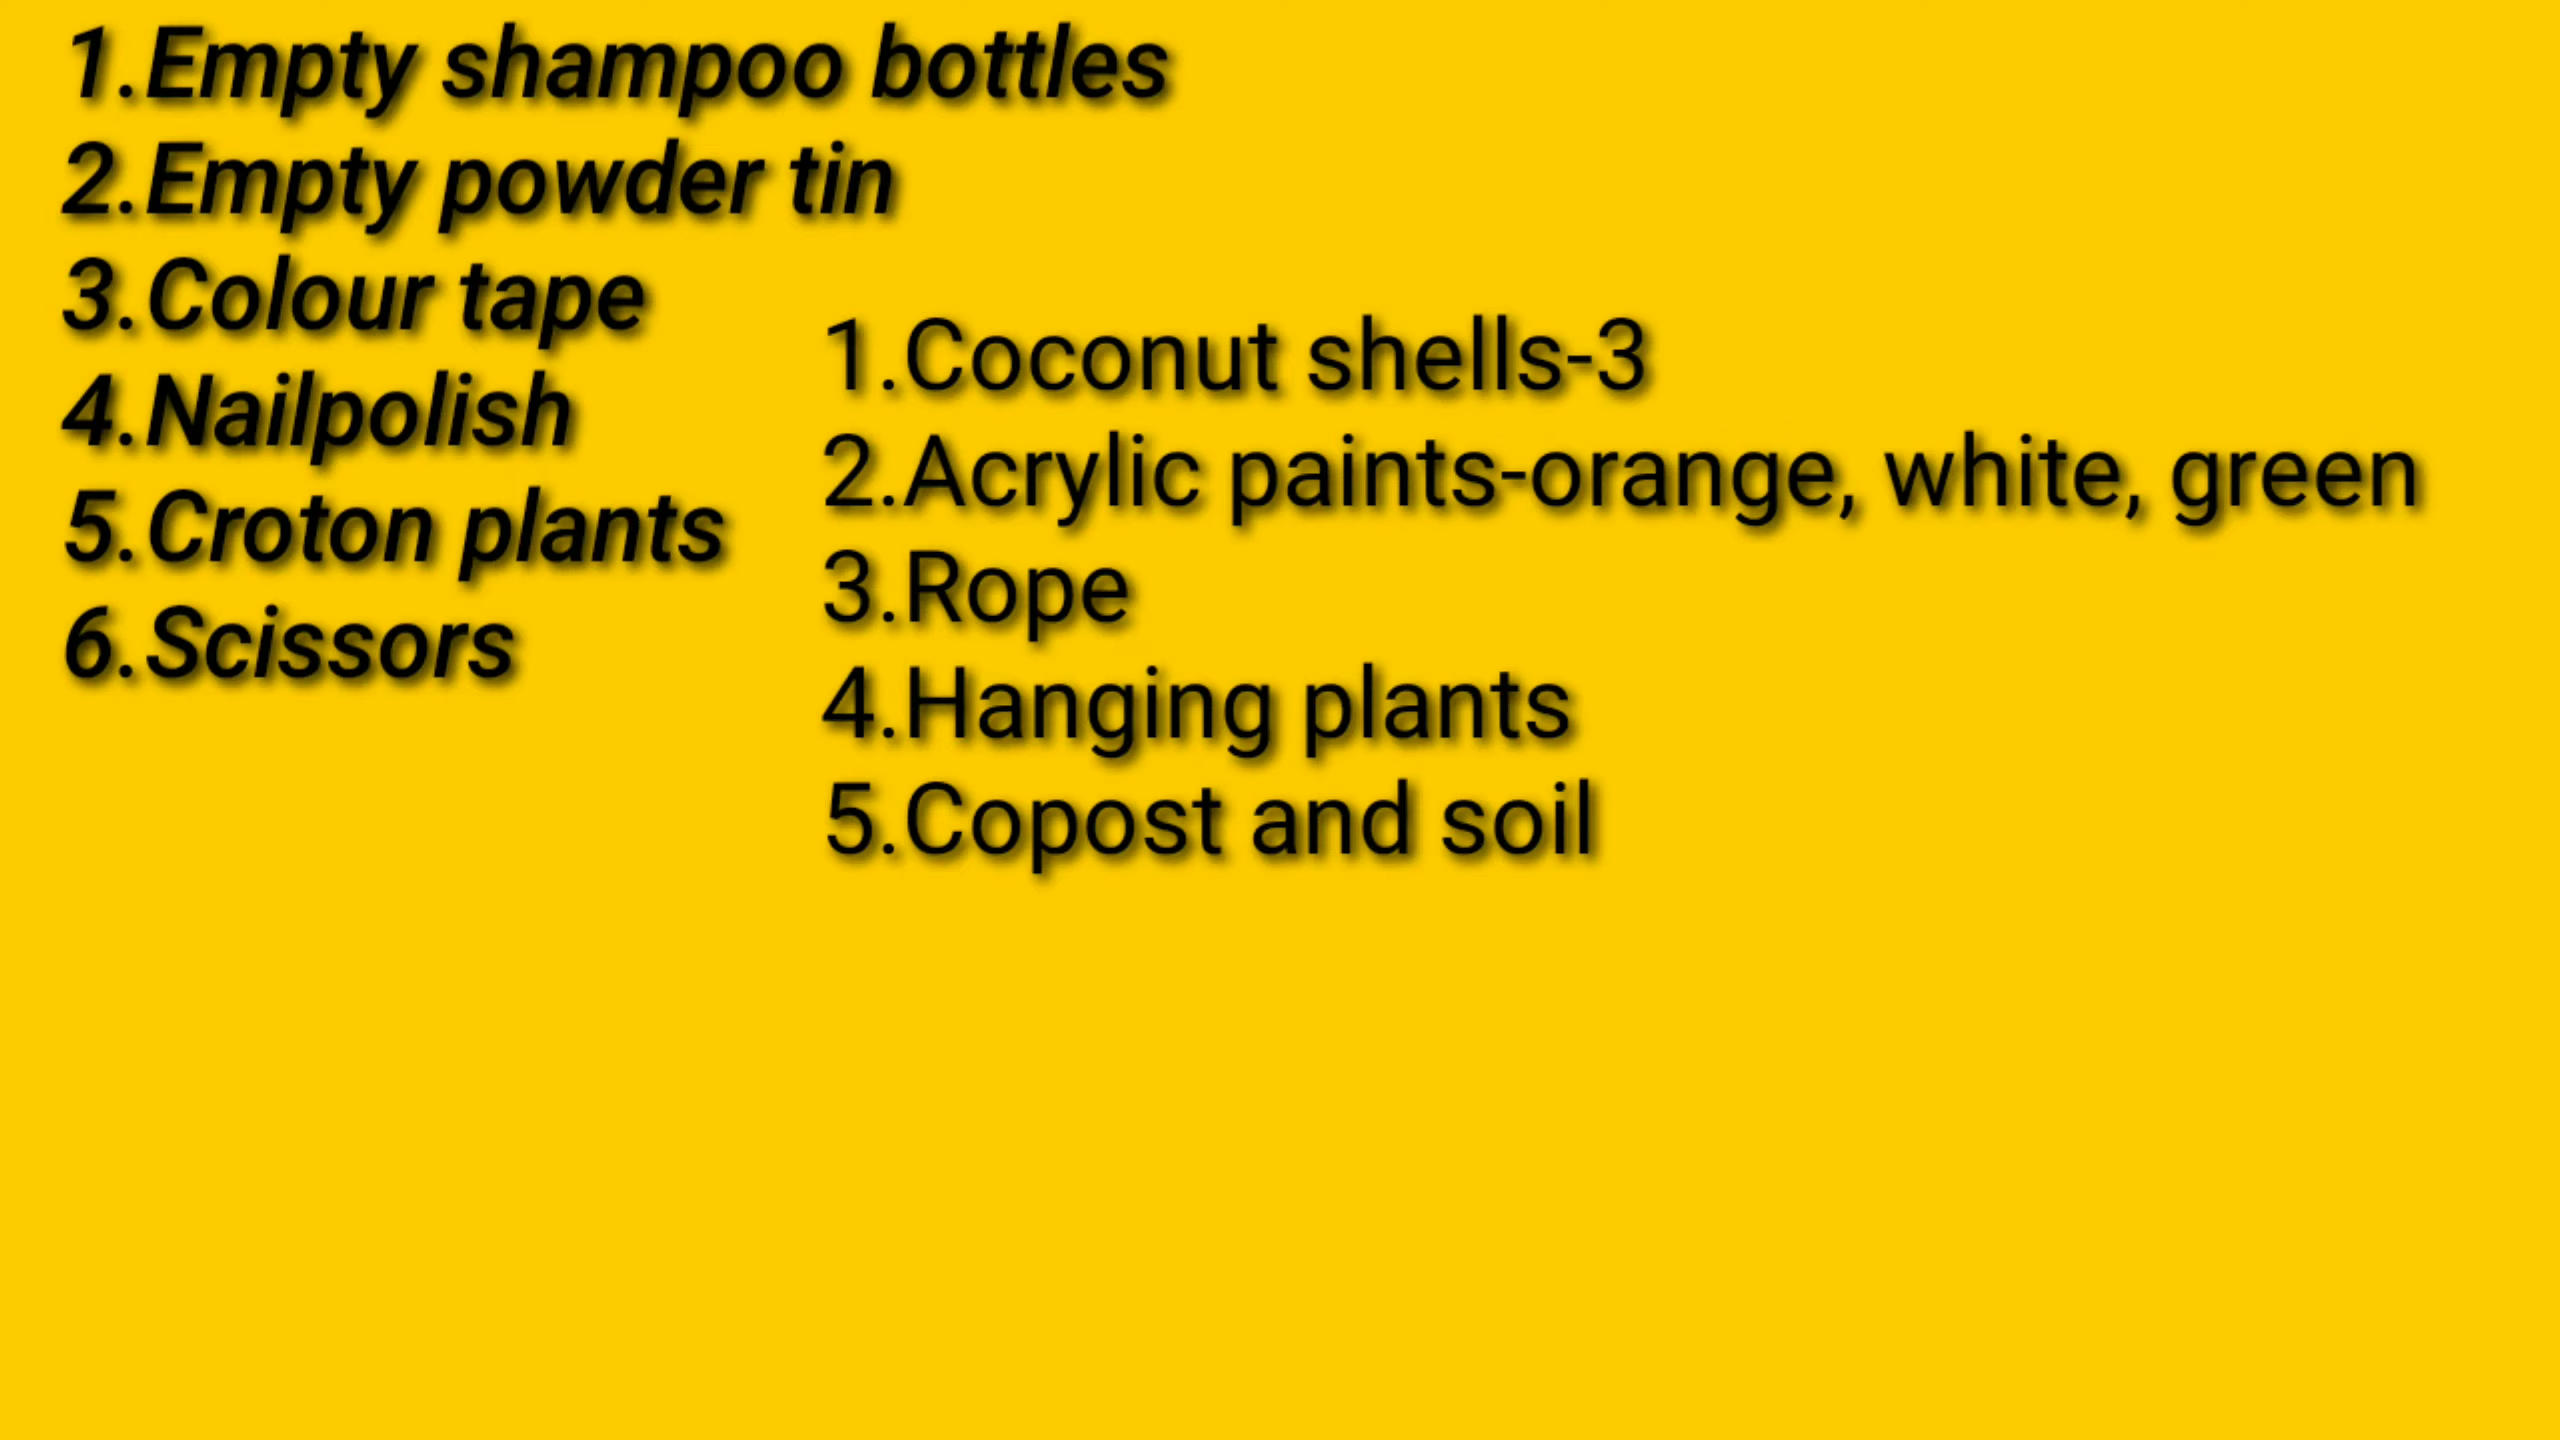 1.Empty shampoo bottles
2.Empty powder tin
3.Colour tape
4.Nailpolish
5.Croton plants
6.Scissors
1.Coconut shells-3
2.Acrylic paints-orange, white, green
3.Rope
4.Hanging plants
5.Copost and soil